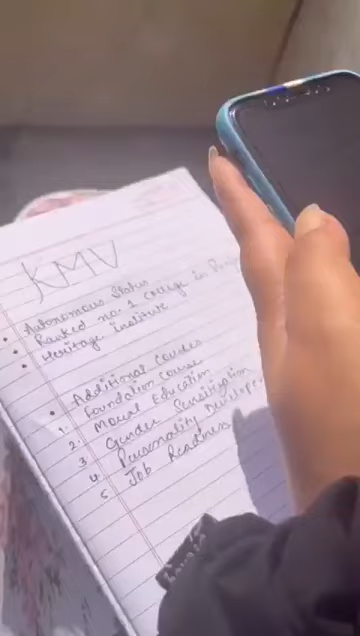 KMV
• Autonomous Status
• Ranked no. 1 college in
• Heritage institute
• Additional Courses
1. Foundation Course
2. Moral Education
3 Gender Sensitization
4 Personality Develop
5 Job Readiness